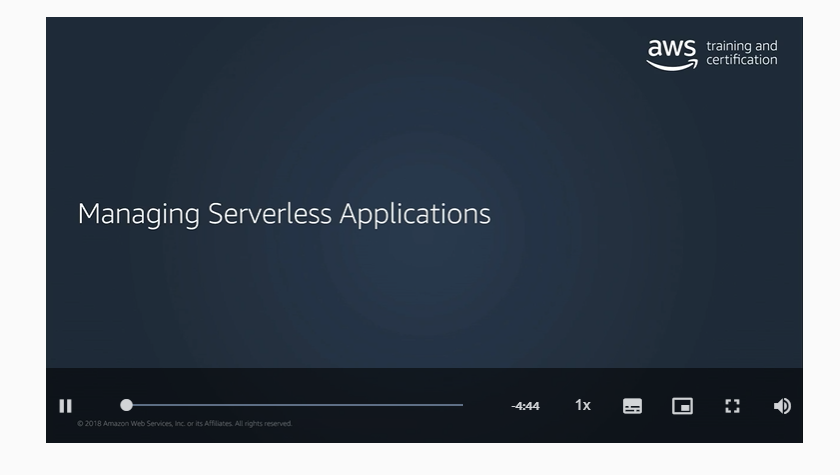 aws training and
certification
Managing Serverless Applications
-4:44 1x
© 2018 Amazon Web Services, Inc. or its Affiliates. All rights reserved.